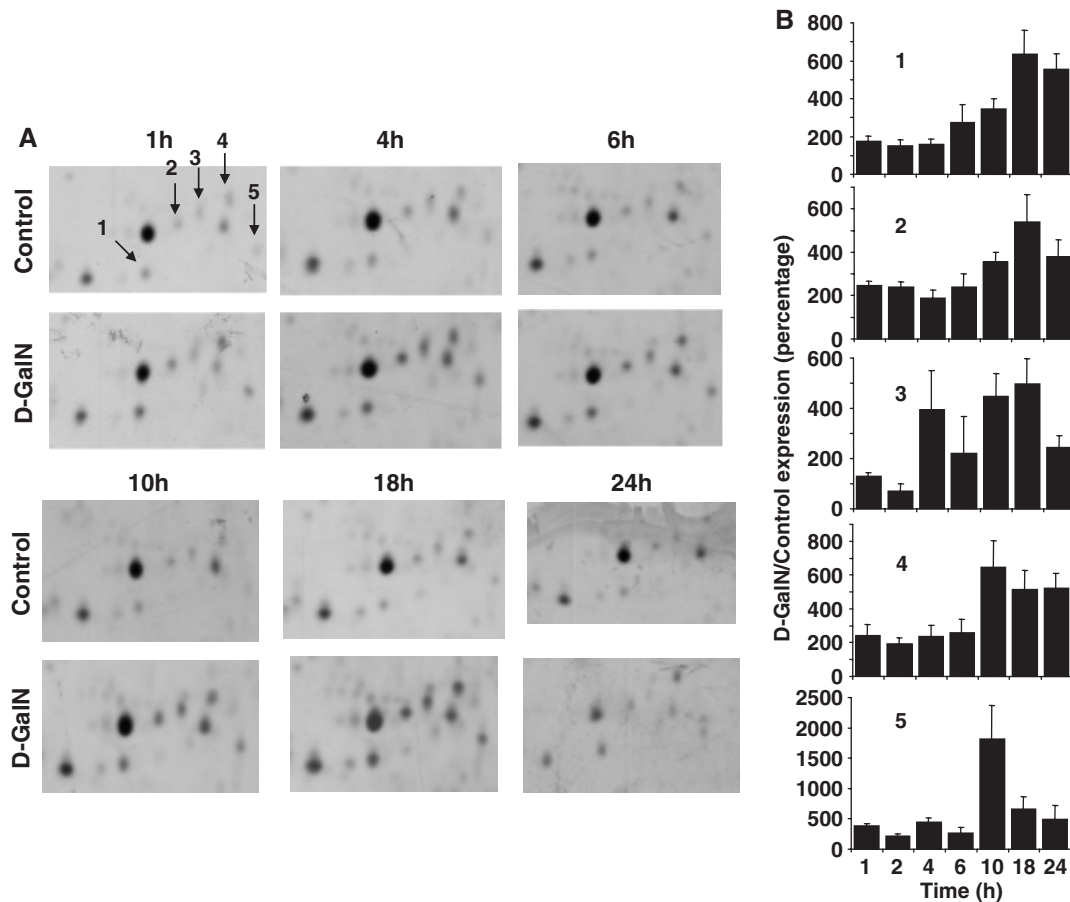 A
1h
4h
6h
1
2
3
4
5
Control
D-GalN
10h
18h
24h
Control
D-GalN
B
D-GalN/Control expression (percentage)
800
600
400
200
0
1
600
400
200
0
2
600
400
200
0
3
800
600
400
200
0
4
2500
2000
1500
1000
500
0
5
1 2 4 6 10 18 24
Time (h)